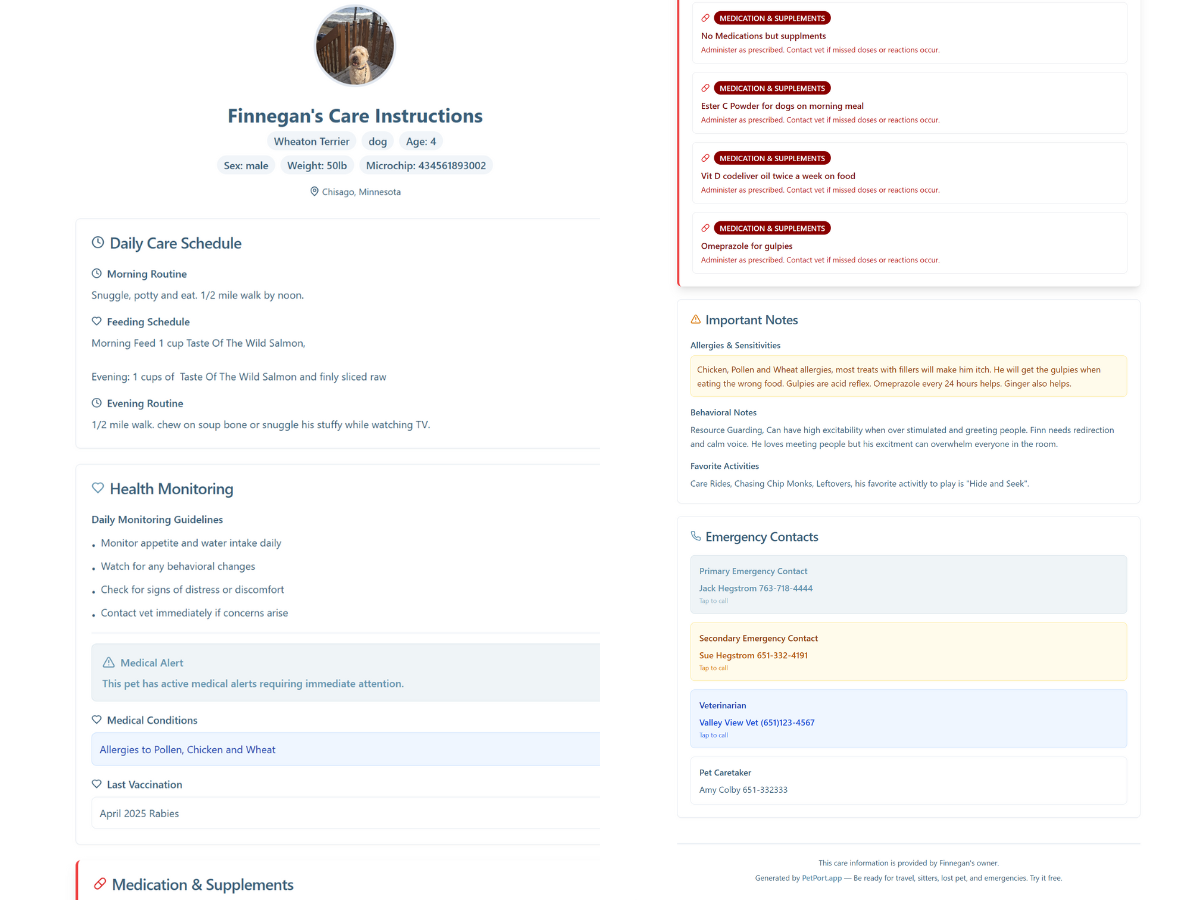 Finnegan's Care Instructions
Wheaton Terrier
dog
Age: 4
Sex: male
Weight: 50lb
Microchip: 434561893002
Chisago, Minnesota
Daily Care Schedule
Morning Routine
Snuggle, potty and eat. 1/2 mile walk by noon.
Feeding Schedule
Morning Feed 1 cup Taste Of The Wild Salmon,
Evening: 1 cups of Taste Of The Wild Salmon and finly sliced raw
Evening Routine
1/2 mile walk. chew on soup bone or snuggle his stuffy while watching TV.
Health Monitoring
Daily Monitoring Guidelines
• Monitor appetite and water intake daily
• Watch for any behavioral changes
• Check for signs of distress or discomfort
• Contact vet immediately if concerns arise
Medical Alert
This pet has active medical alerts requiring immediate attention.
Medical Conditions
Allergies to Pollen, Chicken and Wheat
Last Vaccination
April 2025 Rabies
Medication & Supplements
MEDICATION & SUPPLEMENTS
No Medications but supplments
Administer as prescribed. Contact vet if missed doses or reactions occur.
MEDICATION & SUPPLEMENTS
Ester C Powder for dogs on morning meal
Administer as prescribed. Contact vet if missed doses or reactions occur.
MEDICATION & SUPPLEMENTS
Vit D codeliver oil twice a week on food
Administer as prescribed. Contact vet if missed doses or reactions occur.
MEDICATION & SUPPLEMENTS
Omeprazole for gulpies
Administer as prescribed. Contact vet if missed doses or reactions occur.
Important Notes
Allergies & Sensitivities
Chicken, Pollen and Wheat allergies, most treats with fillers will make him itch. He will get the gulpies when
eating the wrong food. Gulpies are acid reflex. Omeprazole every 24 hours helps. Ginger also helps.
Behavioral Notes
Resource Guarding, Can have high excitability when over stimulated and greeting people. Finn needs redirection
and calm voice. He loves meeting people but his excitment can overwhelm everyone in the room.
Favorite Activities
Care Rides, Chasing Chip Monks, Leftovers, his favorite activitly to play is "Hide and Seek".
Emergency Contacts
Primary Emergency Contact
Jack Hegstrom 763-718-4444
Tap to call
Secondary Emergency Contact
Sue Hegstrom 651-332-4191
Tap to call
Veterinarian
Valley View Vet (651)123-4567
Tap to call
Pet Caretaker
Amy Colby 651-332333
This care information is provided by Finnegan's owner.
Generated by PetPort.app — Be ready for travel, sitters, lost pet, and emergencies. Try it free.